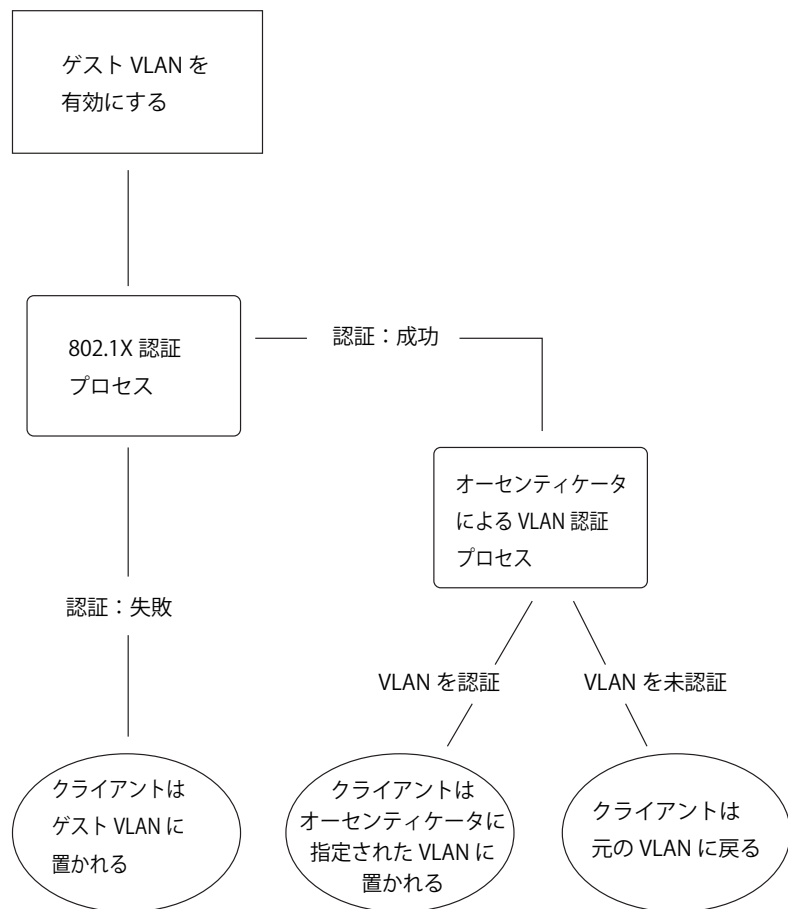 ゲスト VLAN を
有効にする
802.1X 認証
プロセス
認証：成功
オーセンティケータ
による VLAN 認証
プロセス
認証：失敗
VLAN を認証
VLAN を未認証
クライアントは
ゲスト VLAN に
置かれる
クライアントは
オーセンティケータに
指定された VLAN に
置かれる
クライアントは
元の VLAN に戻る